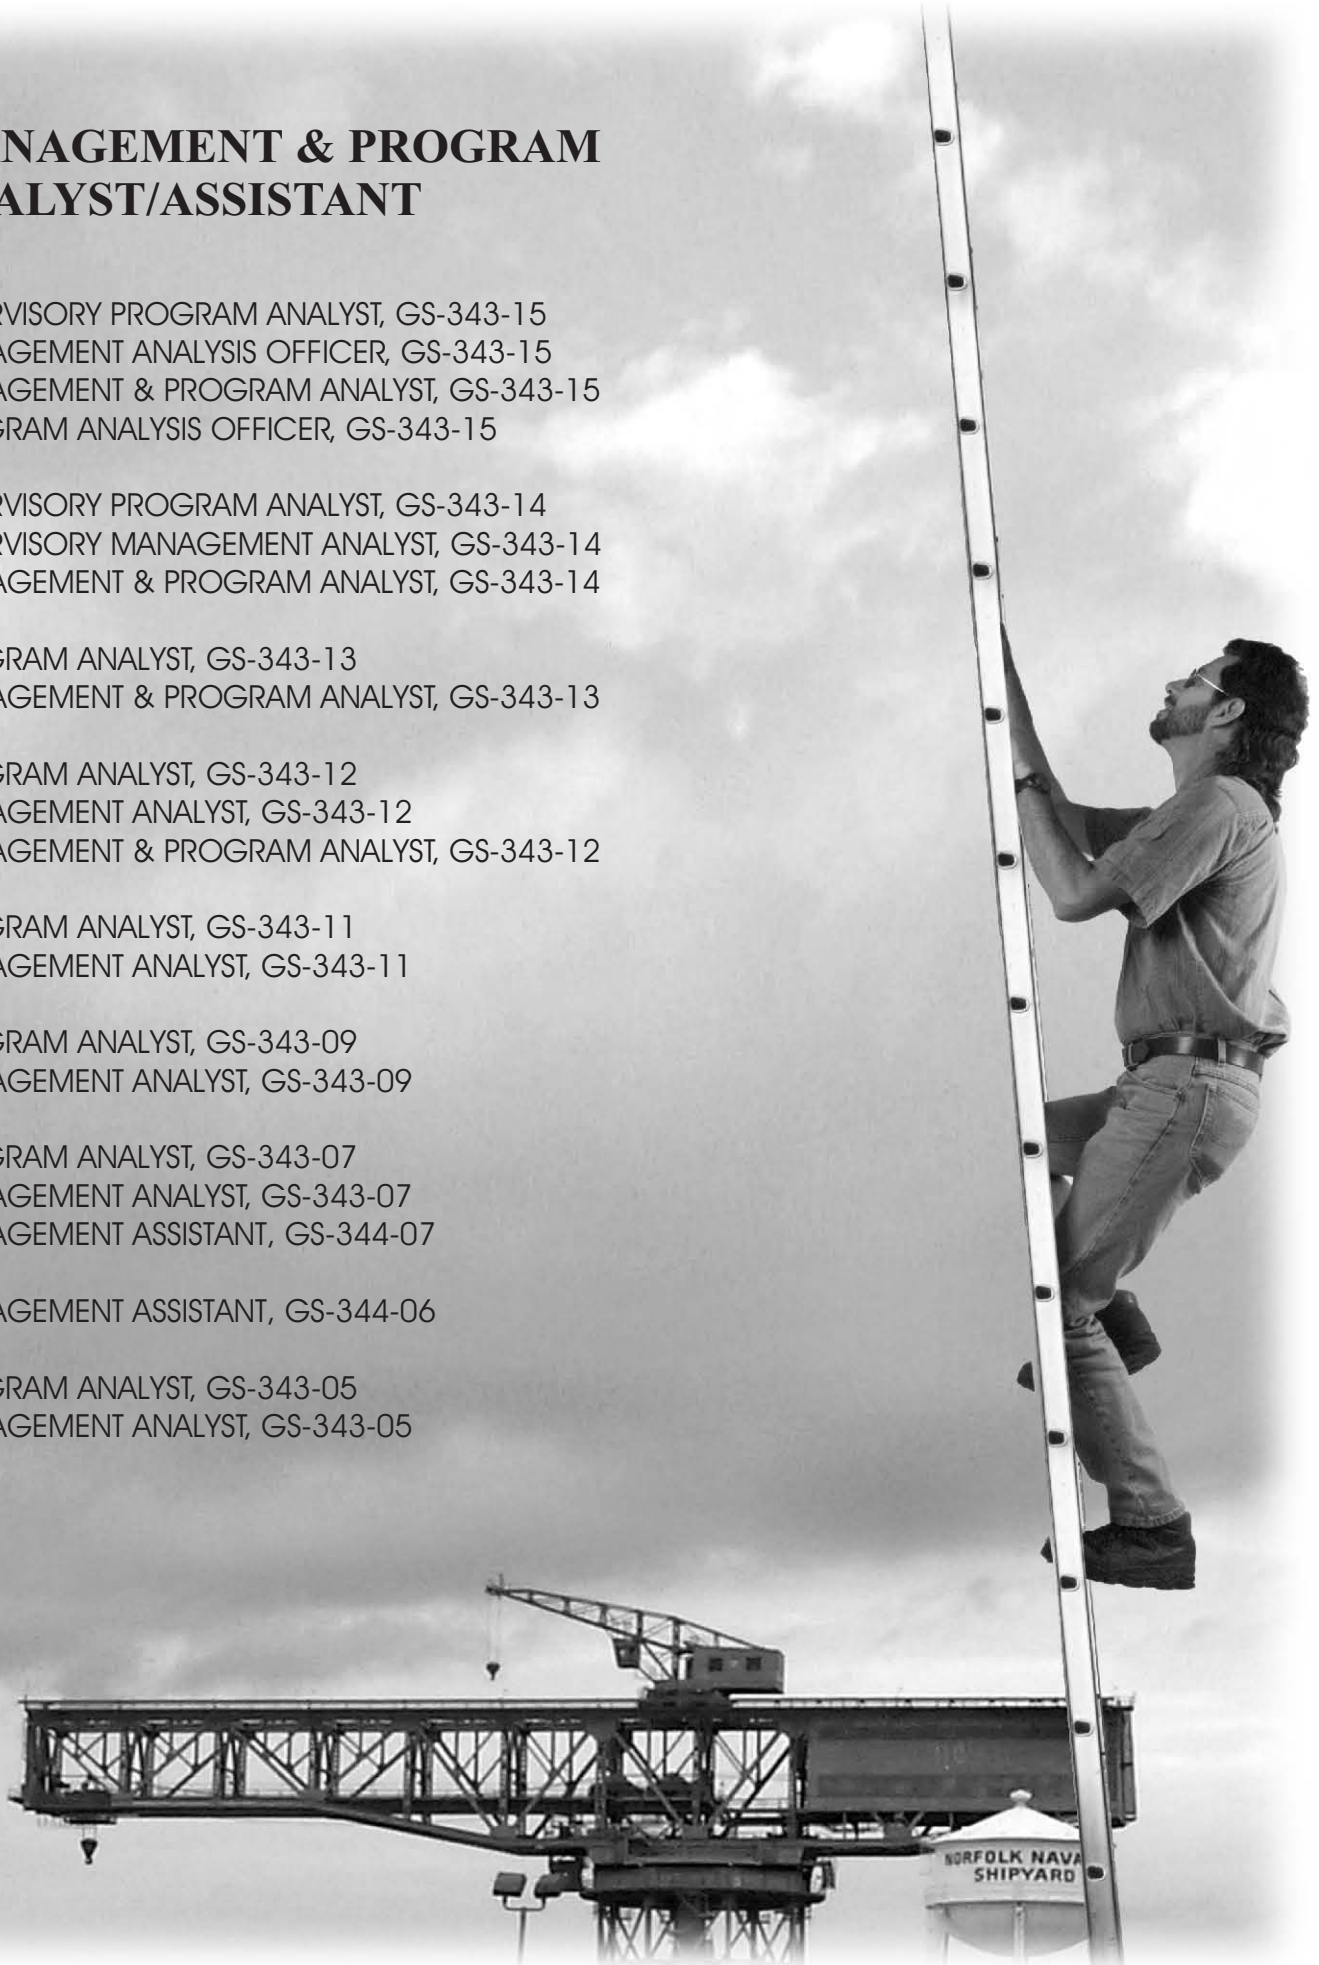 NAGEMENT & PROGRAM
ALYST/ASSISTANT
RVISORY PROGRAM ANALYST, GS-343-15
AGEMENT ANALYSIS OFFICER, GS-343-15
AGEMENT & PROGRAM ANALYST, GS-343-15
GRAM ANALYSIS OFFICER, GS-343-15
RVISORY PROGRAM ANALYST, GS-343-14
RVISORY MANAGEMENT ANALYST, GS-343-14
AGEMENT & PROGRAM ANALYST, GS-343-14
GRAM ANALYST, GS-343-13
AGEMENT & PROGRAM ANALYST, GS-343-13
GRAM ANALYST, GS-343-12
AGEMENT ANALYST, GS-343-12
AGEMENT & PROGRAM ANALYST, GS-343-12
GRAM ANALYST, GS-343-11
AGEMENT ANALYST, GS-343-11
GRAM ANALYST, GS-343-09
AGEMENT ANALYST, GS-343-09
GRAM ANALYST, GS-343-07
AGEMENT ANALYST, GS-343-07
AGEMENT ASSISTANT, GS-344-07
AGEMENT ASSISTANT, GS-344-06
GRAM ANALYST, GS-343-05
AGEMENT ANALYST, GS-343-05
NORFOLK NAVA
SHIPYARD